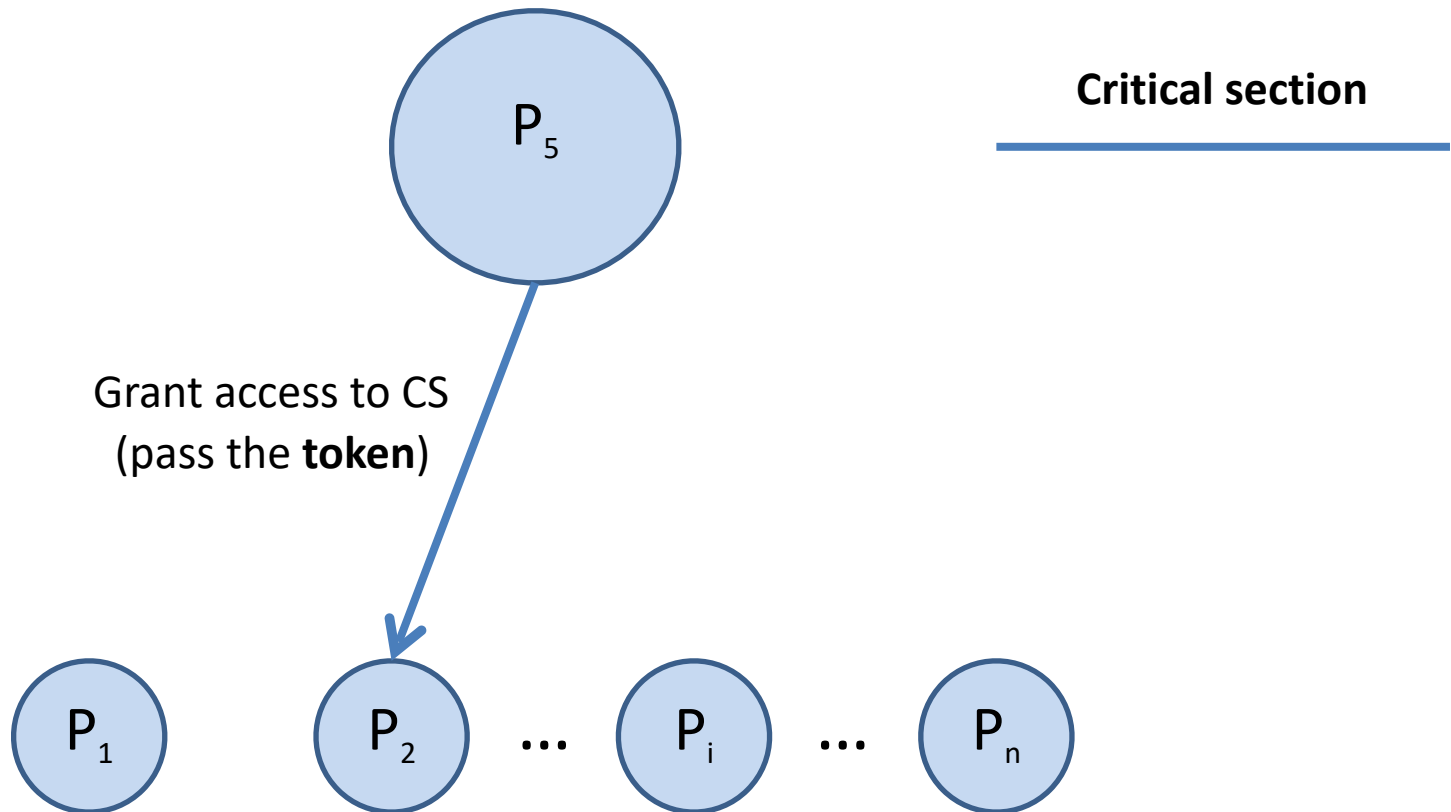 P5
Critical section
Grant access to CS
(pass the token)
P1
P2
...
Pi
...
Pn